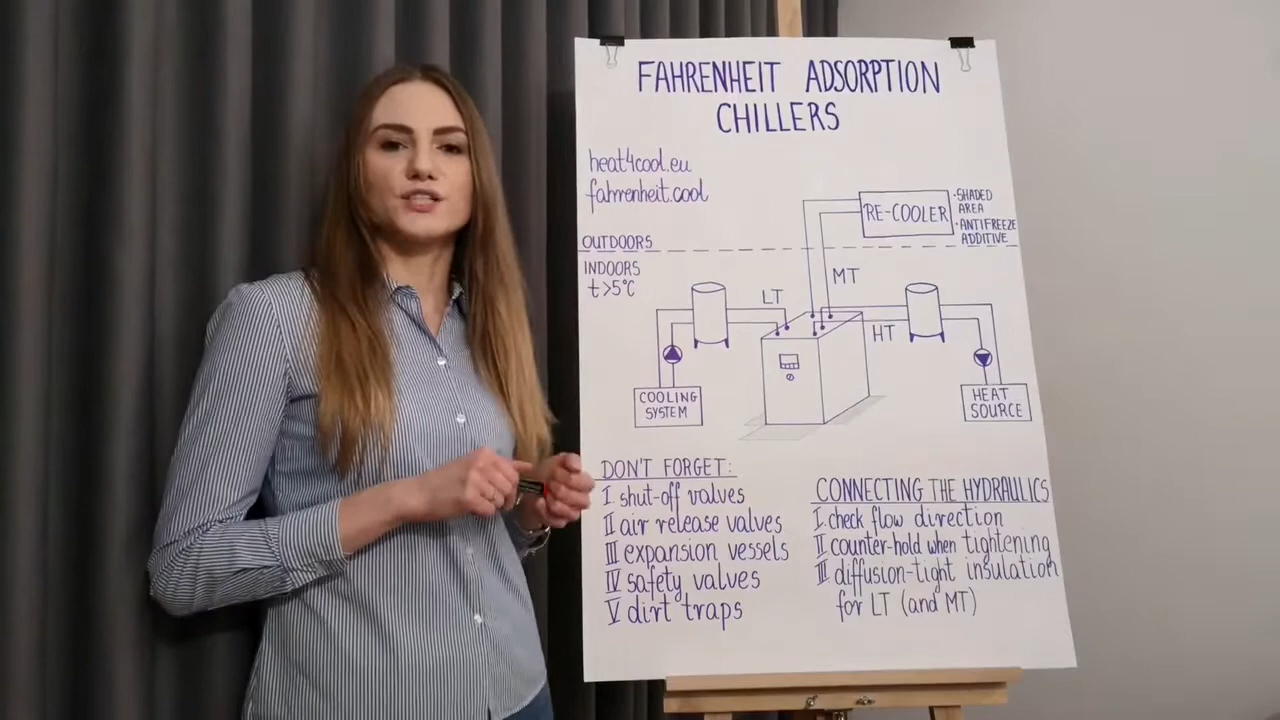 FAHRENHEIT ADSORPTION
CHILLERS
heat4cool.eu
fahrenheit.cool
RE-COOLER
·SHADED
AREA
·ANTIFREEZE
ADDITIVE
OUTDOORS
INDOORS
t>5°C
MT
LT
HT
COOLING
SYSTEM
HEAT
SOURCE
DON'T FORGET:
I shut-off valves
II air release valves
III expansion vessels
IV safety valves
V dirt traps
CONNECTING THE HYDRAULICS
I. check flow direction
II counter-hold when tightening
III diffusion-tight insulation
for LT (and MT)